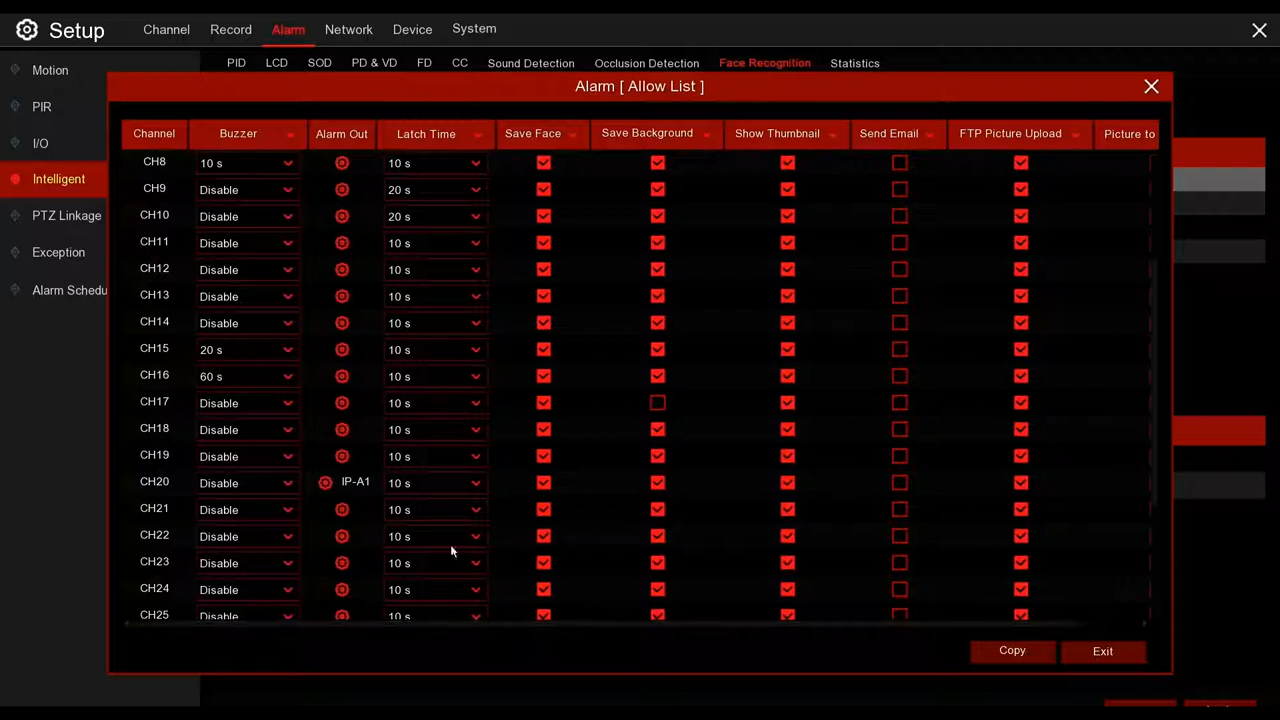 Setup Channel Record Alarm Network Device System
Motion
PIR
I/O
Intelligent
PTZ Linkage
Exception
Alarm Schedu
PID LCD SOD PD & VD FD CC Sound Detection Occlusion Detection Face Recognition Statistics
Alarm [ Allow List ]
Channel Buzzer Alarm Out Latch Time Save Face Save Background Show Thumbnail Send Email FTP Picture Upload Picture to
CH8 10 s 10 s
CH9 Disable 20 s
CH10 Disable 20 s
CH11 Disable 10 s
CH12 Disable 10 s
CH13 Disable 10 s
CH14 Disable 10 s
CH15 20 s 10 s
CH16 60 s 10 s
CH17 Disable 10 s
CH18 Disable 10 s
CH19 Disable 10 s
CH20 Disable IP-A1 10 s
CH21 Disable 10 s
CH22 Disable 10 s
CH23 Disable 10 s
CH24 Disable 10 s
CH25 Disable 10 s
Copy Exit